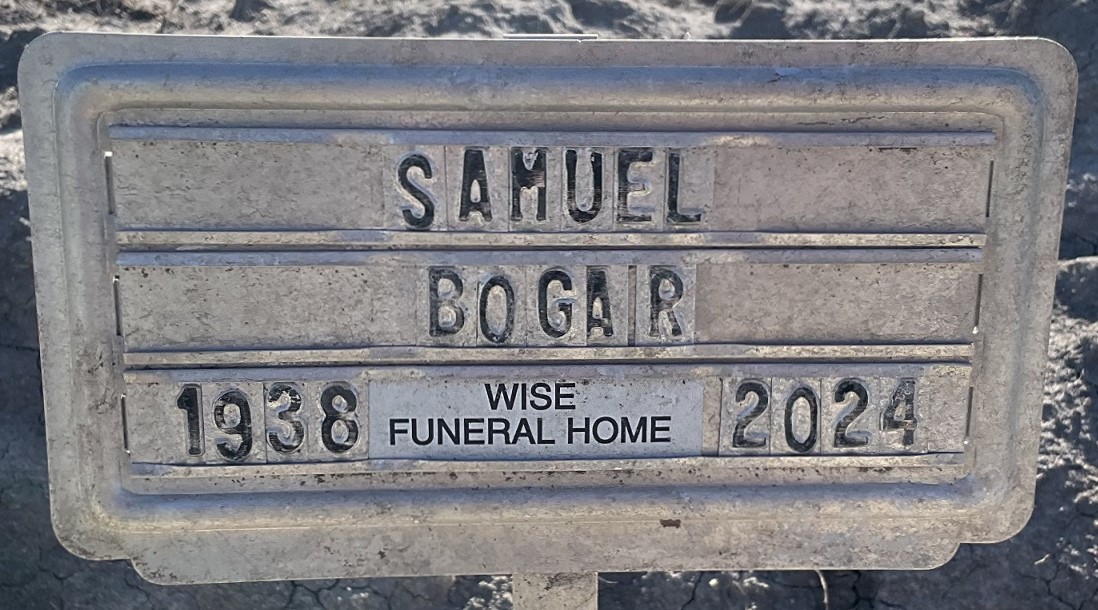 SAMUEL
BOGAR
1938 WISE FUNERAL HOME 2024